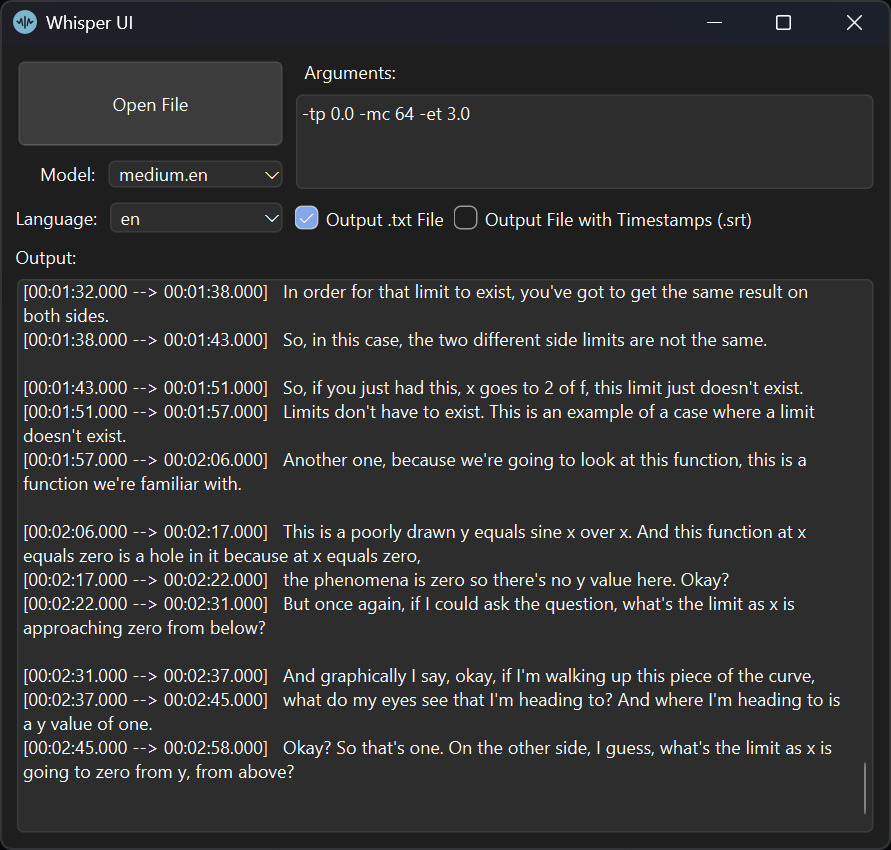 Whisper UI
Open File
Arguments:
-tp 0.0 -mc 64 -et 3.0
Model:
medium.en
Language:
en
Output .txt File
Output File with Timestamps (.srt)
Output:
[00:01:32.000 --> 00:01:38.000]   In order for that limit to exist, you've got to get the same result on
both sides.
[00:01:38.000 --> 00:01:43.000]   So, in this case, the two different side limits are not the same.
[00:01:43.000 --> 00:01:51.000]   So, if you just had this, x goes to 2 of f, this limit just doesn't exist.
[00:01:51.000 --> 00:01:57.000]   Limits don't have to exist. This is an example of a case where a limit
doesn't exist.
[00:01:57.000 --> 00:02:06.000]   Another one, because we're going to look at this function, this is a
function we're familiar with.
[00:02:06.000 --> 00:02:17.000]   This is a poorly drawn y equals sine x over x. And this function at x
equals zero is a hole in it because at x equals zero,
[00:02:17.000 --> 00:02:22.000]   the phenomena is zero so there's no y value here. Okay?
[00:02:22.000 --> 00:02:31.000]   But once again, if I could ask the question, what's the limit as x is
approaching zero from below?
[00:02:31.000 --> 00:02:37.000]   And graphically I say, okay, if I'm walking up this piece of the curve,
[00:02:37.000 --> 00:02:45.000]   what do my eyes see that I'm heading to? And where I'm heading to is
a y value of one.
[00:02:45.000 --> 00:02:58.000]   Okay? So that's one. On the other side, I guess, what's the limit as x is
going to zero from y, from above?